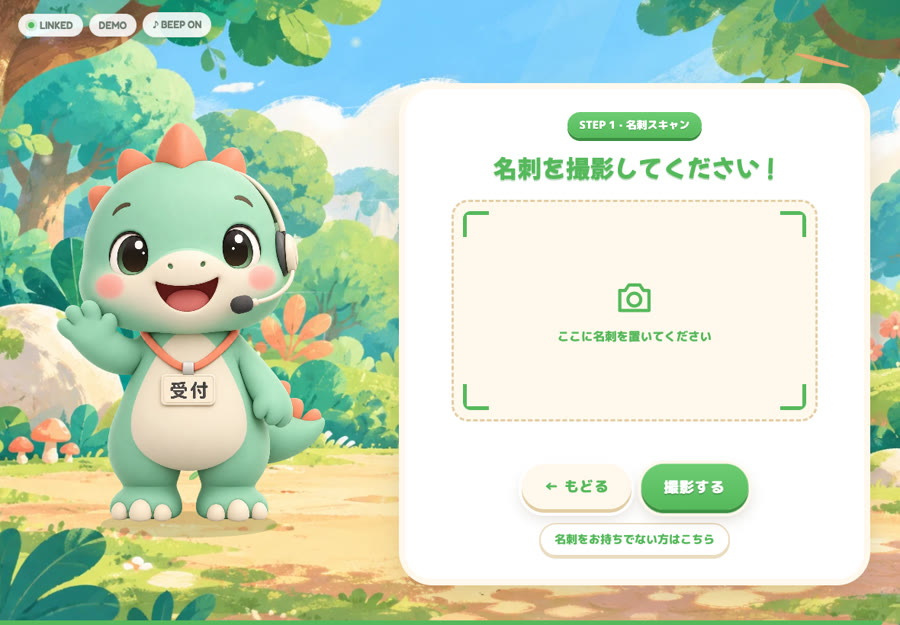 LINKED
DEMO
♪ BEEP ON
STEP 1・名刺スキャン
名刺を撮影してください！
ここに名刺を置いてください
受付
← もどる
撮影する
名刺をお持ちでない方はこちら